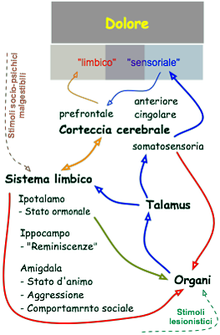 Dolore
"limbico" "sensoriale"
Stimoli socio-psichici
malgestibili
prefrontale
anteriore
cingolare
Corteccia cerebrale
somatosensoria
Sistema limbico
Ipotalamo
- Stato ormonale
Talamus
Ippocampo
- "Reminiscenze"
Amigdala
- Stato d'animo
- Aggressione
- Comportamnto sociale
Organi
Stimoli
lesionistici